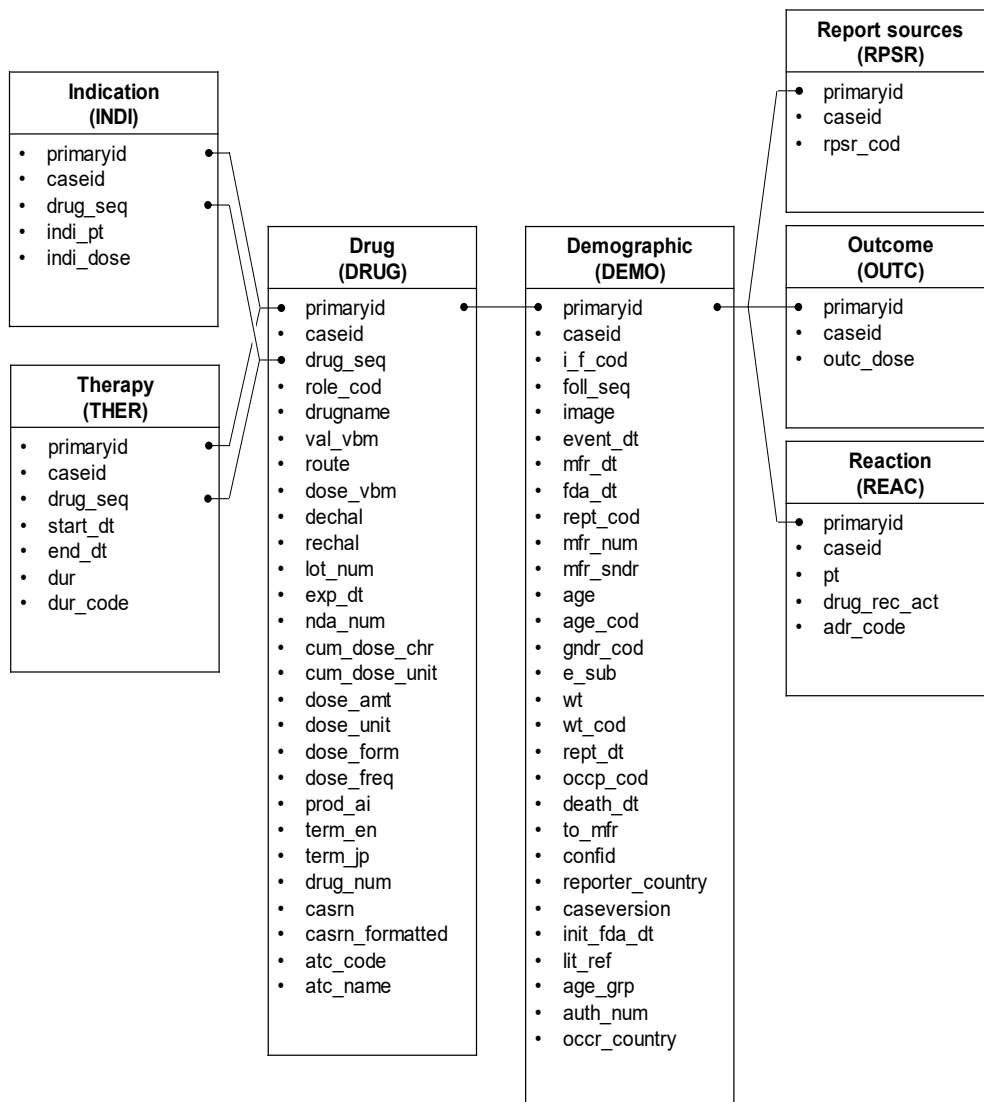 Indication
(INDI)
• primaryid
• caseid
• drug_seq
• indi_pt
• indi_dose
Therapy
(THER)
• primaryid
• caseid
• drug_seq
• start_dt
• end_dt
• dur
• dur_code
Drug
(DRUG)
• primaryid
• caseid
• drug_seq
• role_cod
• drugname
• val_vbm
• route
• dose_vbm
• dechal
• rechal
• lot_num
• exp_dt
• nda_num
• cum_dose_chr
• cum_dose_unit
• dose_amt
• dose_unit
• dose_form
• dose_freq
• prod_ai
• term_en
• term_jp
• drug_num
• casrn
• casrn_formatted
• atc_code
• atc_name
Demographic
(DEMO)
• primaryid
• caseid
• i_f_cod
• foll_seq
• image
• event_dt
• mfr_dt
• fda_dt
• rept_cod
• mfr_num
• mfr_sndr
• age
• age_cod
• gndr_cod
• e_sub
• wt
• wt_cod
• rept_dt
• occp_cod
• death_dt
• to_mfr
• confid
• reporter_country
• caseversion
• init_fda_dt
• lit_ref
• age_grp
• auth_num
• occr_country
Report sources
(RPSR)
• primaryid
• caseid
• rpsr_cod
Outcome
(OUTC)
• primaryid
• caseid
• outc_dose
Reaction
(REAC)
• primaryid
• caseid
• pt
• drug_rec_act
• adr_code